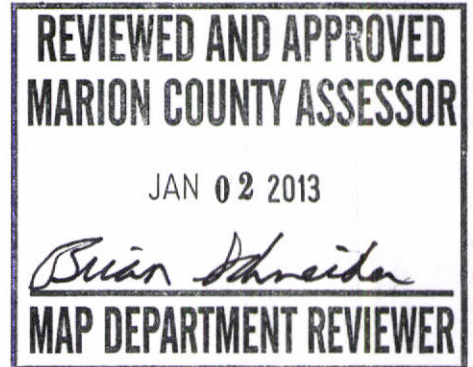 REVIEWED AND APPROVED
MARION COUNTY ASSESSOR
JAN 02 2013
Brian Schneider
MAP DEPARTMENT REVIEWER